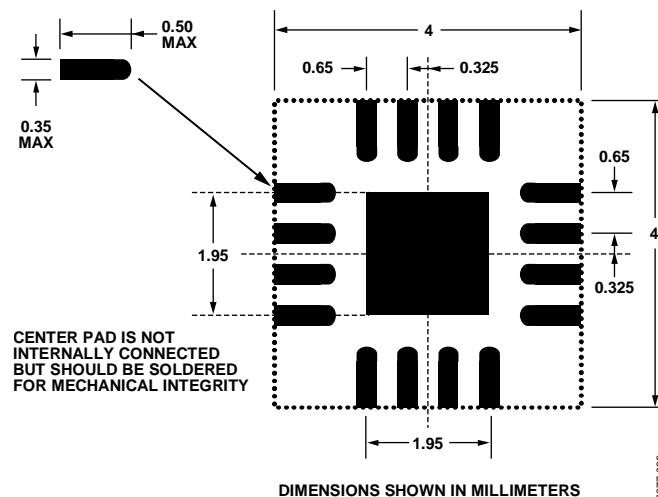 0.50
MAX
4
0.65
0.325
0.35
MAX
0.65
4
1.95
0.325
CENTER PAD IS NOT
INTERNALLY CONNECTED
BUT SHOULD BE SOLDERED
FOR MECHANICAL INTEGRITY
1.95
DIMENSIONS SHOWN IN MILLIMETERS